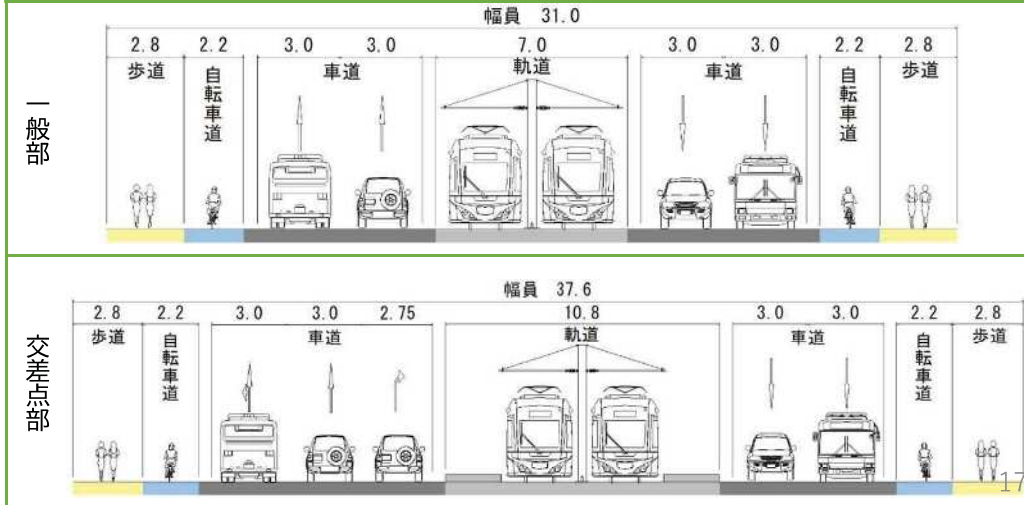 一般部
幅員 31.0
2.8 2.2 3.0 3.0 7.0 3.0 3.0 2.2 2.8
歩道 自転車道 車道 軌道 車道 自転車道 歩道
交差点部
幅員 37.6
2.8 2.2 3.0 3.0 2.75 10.8 3.0 3.0 2.2 2.8
歩道 自転車道 車道 軌道 車道 自転車道 歩道
17